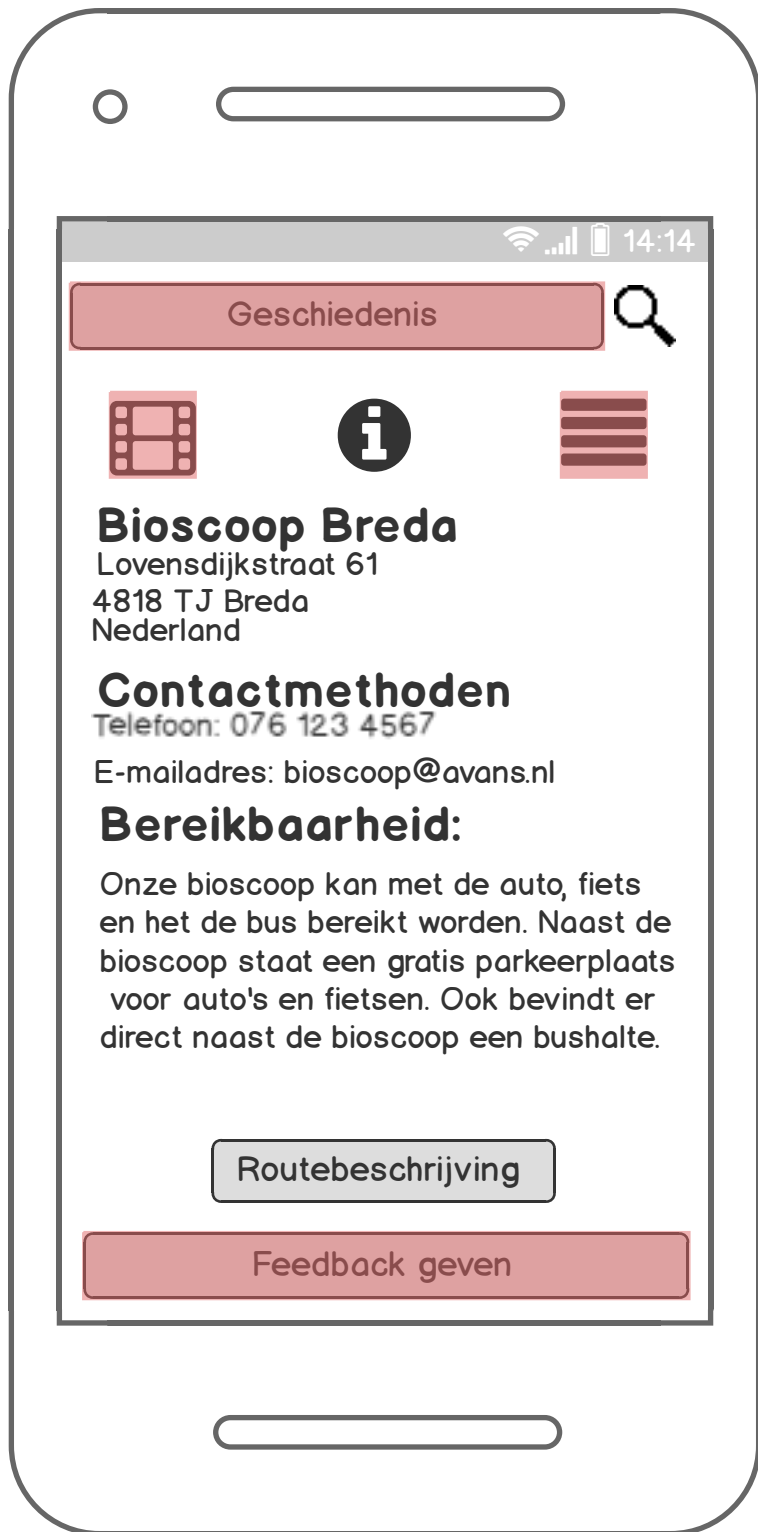 14:14
Geschiedenis
Bioscoop Breda
Lovensdijkstraat 61
4818 TJ Breda
Nederland
Contactmethoden
Telefoon: 076 123 4567
E-mailadres: bioscoop@avans.nl
Bereikbaarheid:
Onze bioscoop kan met de auto, fiets
en het de bus bereikt worden. Naast de
bioscoop staat een gratis parkeerplaats
voor auto's en fietsen. Ook bevindt er
direct naast de bioscoop een bushalte.
Routebeschrijving
Feedback geven